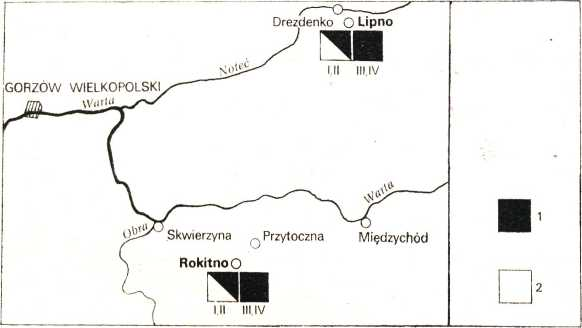 Drezdenko
Lipno
I,II III,IV
Noteć
GORZÓW WIELKOPOLSKI
Warta
Warta
Obra
Skwierzyna
Przytoczna
Międzychód
Rokitno
I,II III,IV
1
2